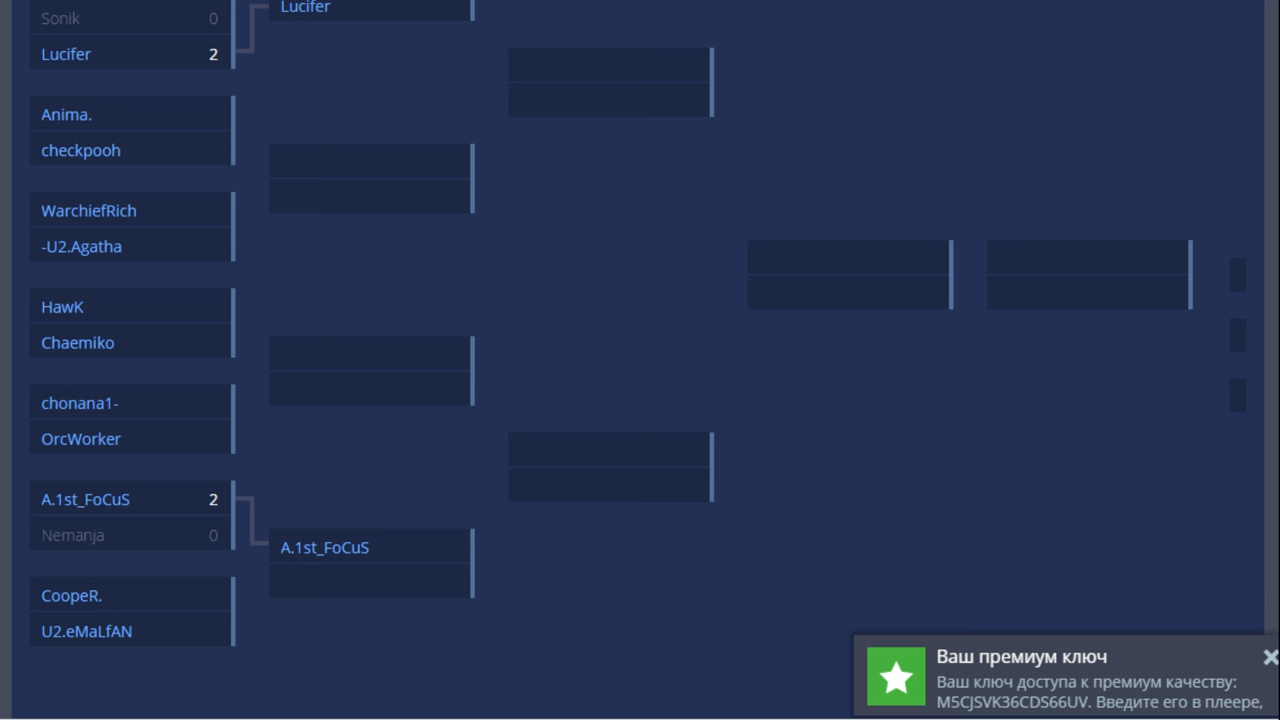 Sonik 0
Lucifer 2
Lucifer
Anima.
checkpooh
WarchiefRich
-U2.Agatha
HawK
Chaemiko
chonana1-
OrcWorker
A.1st_FoCuS 2
Nemanja 0
A.1st_FoCuS
CoopeR.
U2.eMaLfAN
Ваш премиум ключ
Ваш ключ доступа к премиум качеству:
M5CJSVK36CDS66UV. Введите его в плеере,